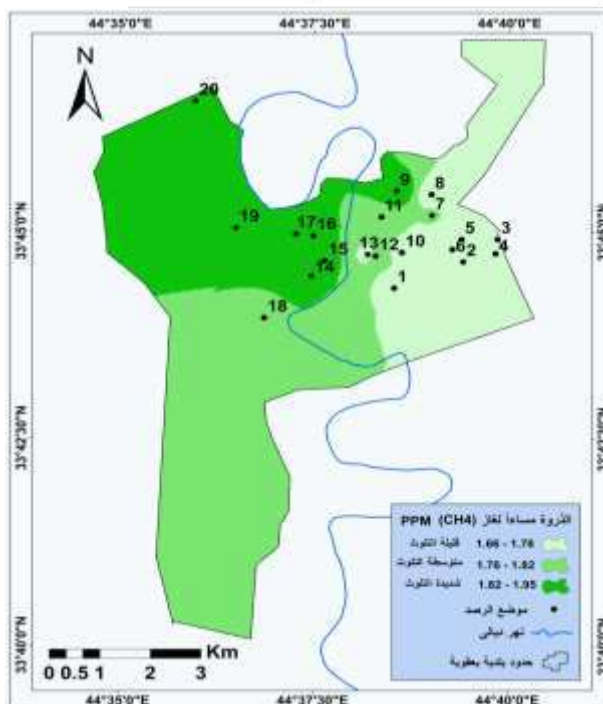 44°35'0"E 44°37'30"E 44°40'0"E
N
20
9
8
11
7
19
17 16
5
3
15
13 12 10
6
2
4
14
1
18
33°45'0"N
33°42'30"N
33°40'0"N
الذروة مساءاً لغاز (CH4) PPM
قليلة التلوث 1.66 - 1.76
متوسطة التلوث 1.76 - 1.82
شديدة التلوث 1.82 - 1.95
موضع الرصد
نهر ديالى
حدود بلدية بعقوبة
Km
0 0.5 1 2 3
44°35'0"E 44°37'30"E 44°40'0"E